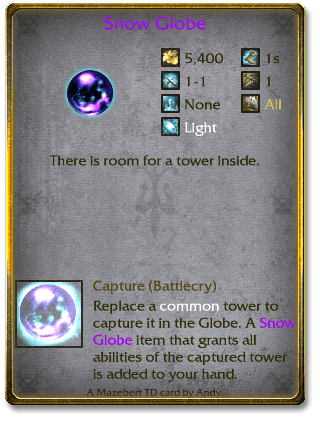 Snow Globe
5,400 1s
1-1 1
None All
Light
There is room for a tower inside.
Capture (Battlecry)
Replace a common tower to
capture it in the Globe. A Snow
Globe item that grants all
abilities of the captured tower
is added to your hand.
A Mazebert TD card by Andy.